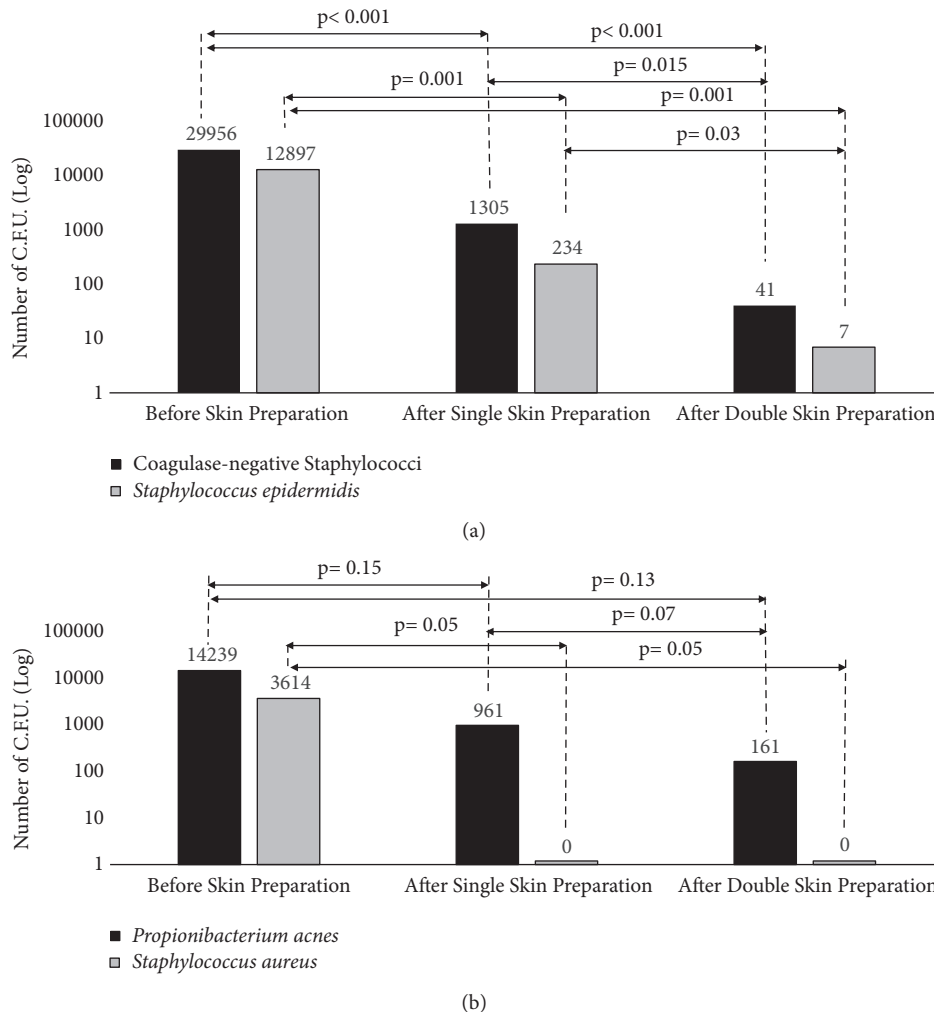 p< 0.001
p< 0.001
p= 0.015
p= 0.001
p= 0.001
p= 0.03
Number of C.F.U. (Log)
100000
10000
1000
100
10
1
29956
12897
1305
234
41
7
Before Skin Preparation
After Single Skin Preparation
After Double Skin Preparation
Coagulase-negative Staphylococci
Staphylococcus epidermidis
(a)
p= 0.15
p= 0.13
p= 0.07
p= 0.05
p= 0.05
Number of C.F.U. (Log)
100000
10000
1000
100
10
1
14239
3614
961
0
161
0
Before Skin Preparation
After Single Skin Preparation
After Double Skin Preparation
Propionibacterium acnes
Staphylococcus aureus
(b)